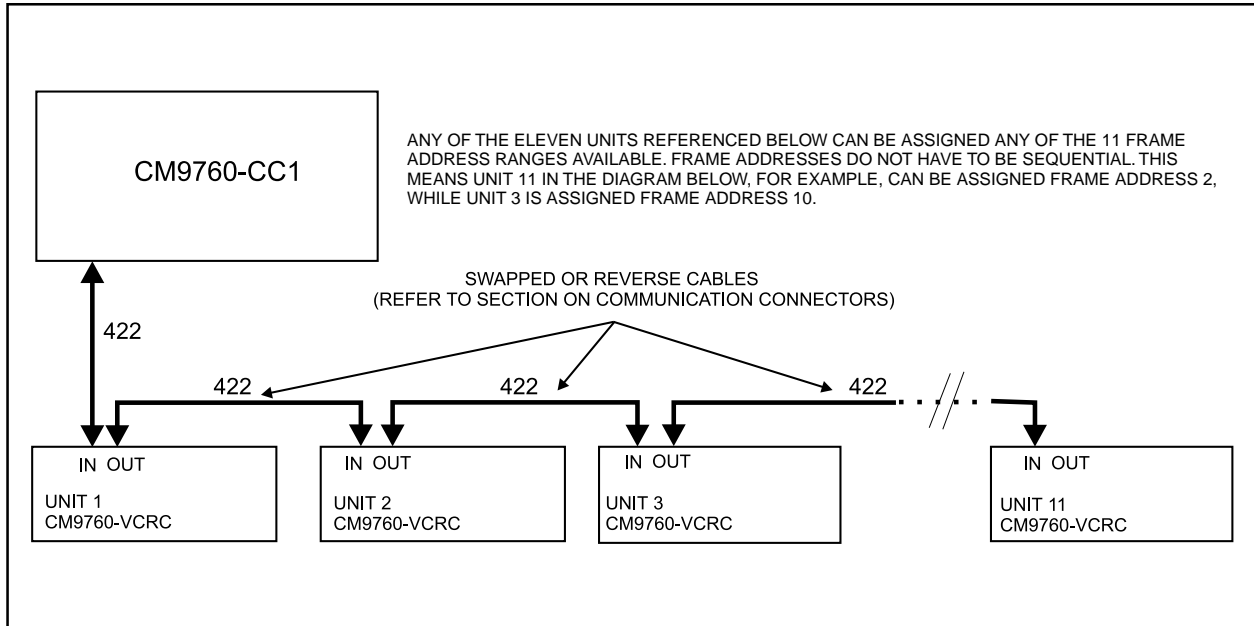 CM9760-CC1
ANY OF THE ELEVEN UNITS REFERENCED BELOW CAN BE ASSIGNED ANY OF THE 11 FRAME
ADDRESS RANGES AVAILABLE. FRAME ADDRESSES DO NOT HAVE TO BE SEQUENTIAL. THIS
MEANS UNIT 11 IN THE DIAGRAM BELOW, FOR EXAMPLE, CAN BE ASSIGNED FRAME ADDRESS 2,
WHILE UNIT 3 IS ASSIGNED FRAME ADDRESS 10.
SWAPPED OR REVERSE CABLES
(REFER TO SECTION ON COMMUNICATION CONNECTORS)
422
422
422
422
IN OUT
UNIT 1
CM9760-VCRC
IN OUT
UNIT 2
CM9760-VCRC
IN OUT
UNIT 3
CM9760-VCRC
IN OUT
UNIT 11
CM9760-VCRC